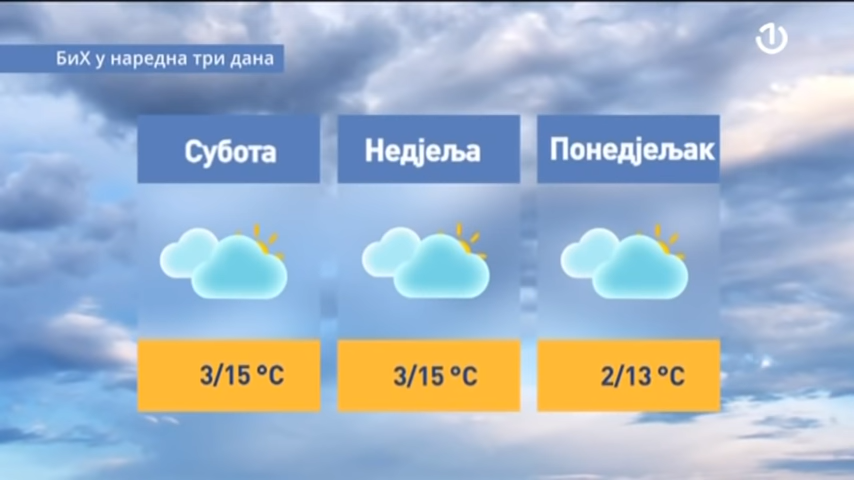 БиХ у наредна три дана
Субота
Недјеља
Понедјељак
3/15 °C
3/15 °C
2/13 °C